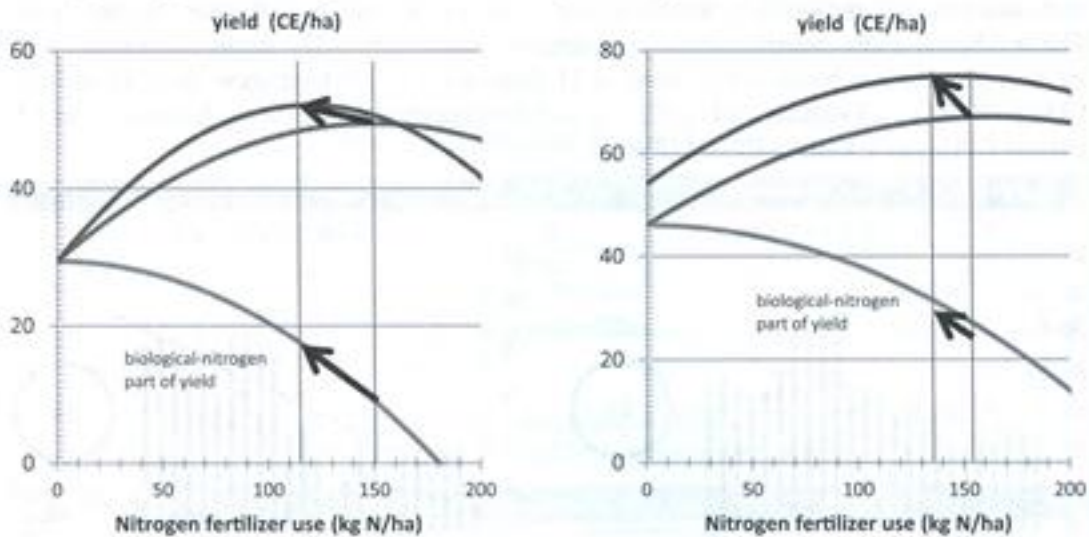 yield (CE/ha)
60
40
20
0
biological-nitrogen
part of yield
0 50 100 150 200
Nitrogen fertilizer use (kg N/ha)
yield (CE/ha)
80
60
40
20
0
biological-nitrogen
part of yield
0 50 100 150 200
Nitrogen fertilizer use (kg N/ha)